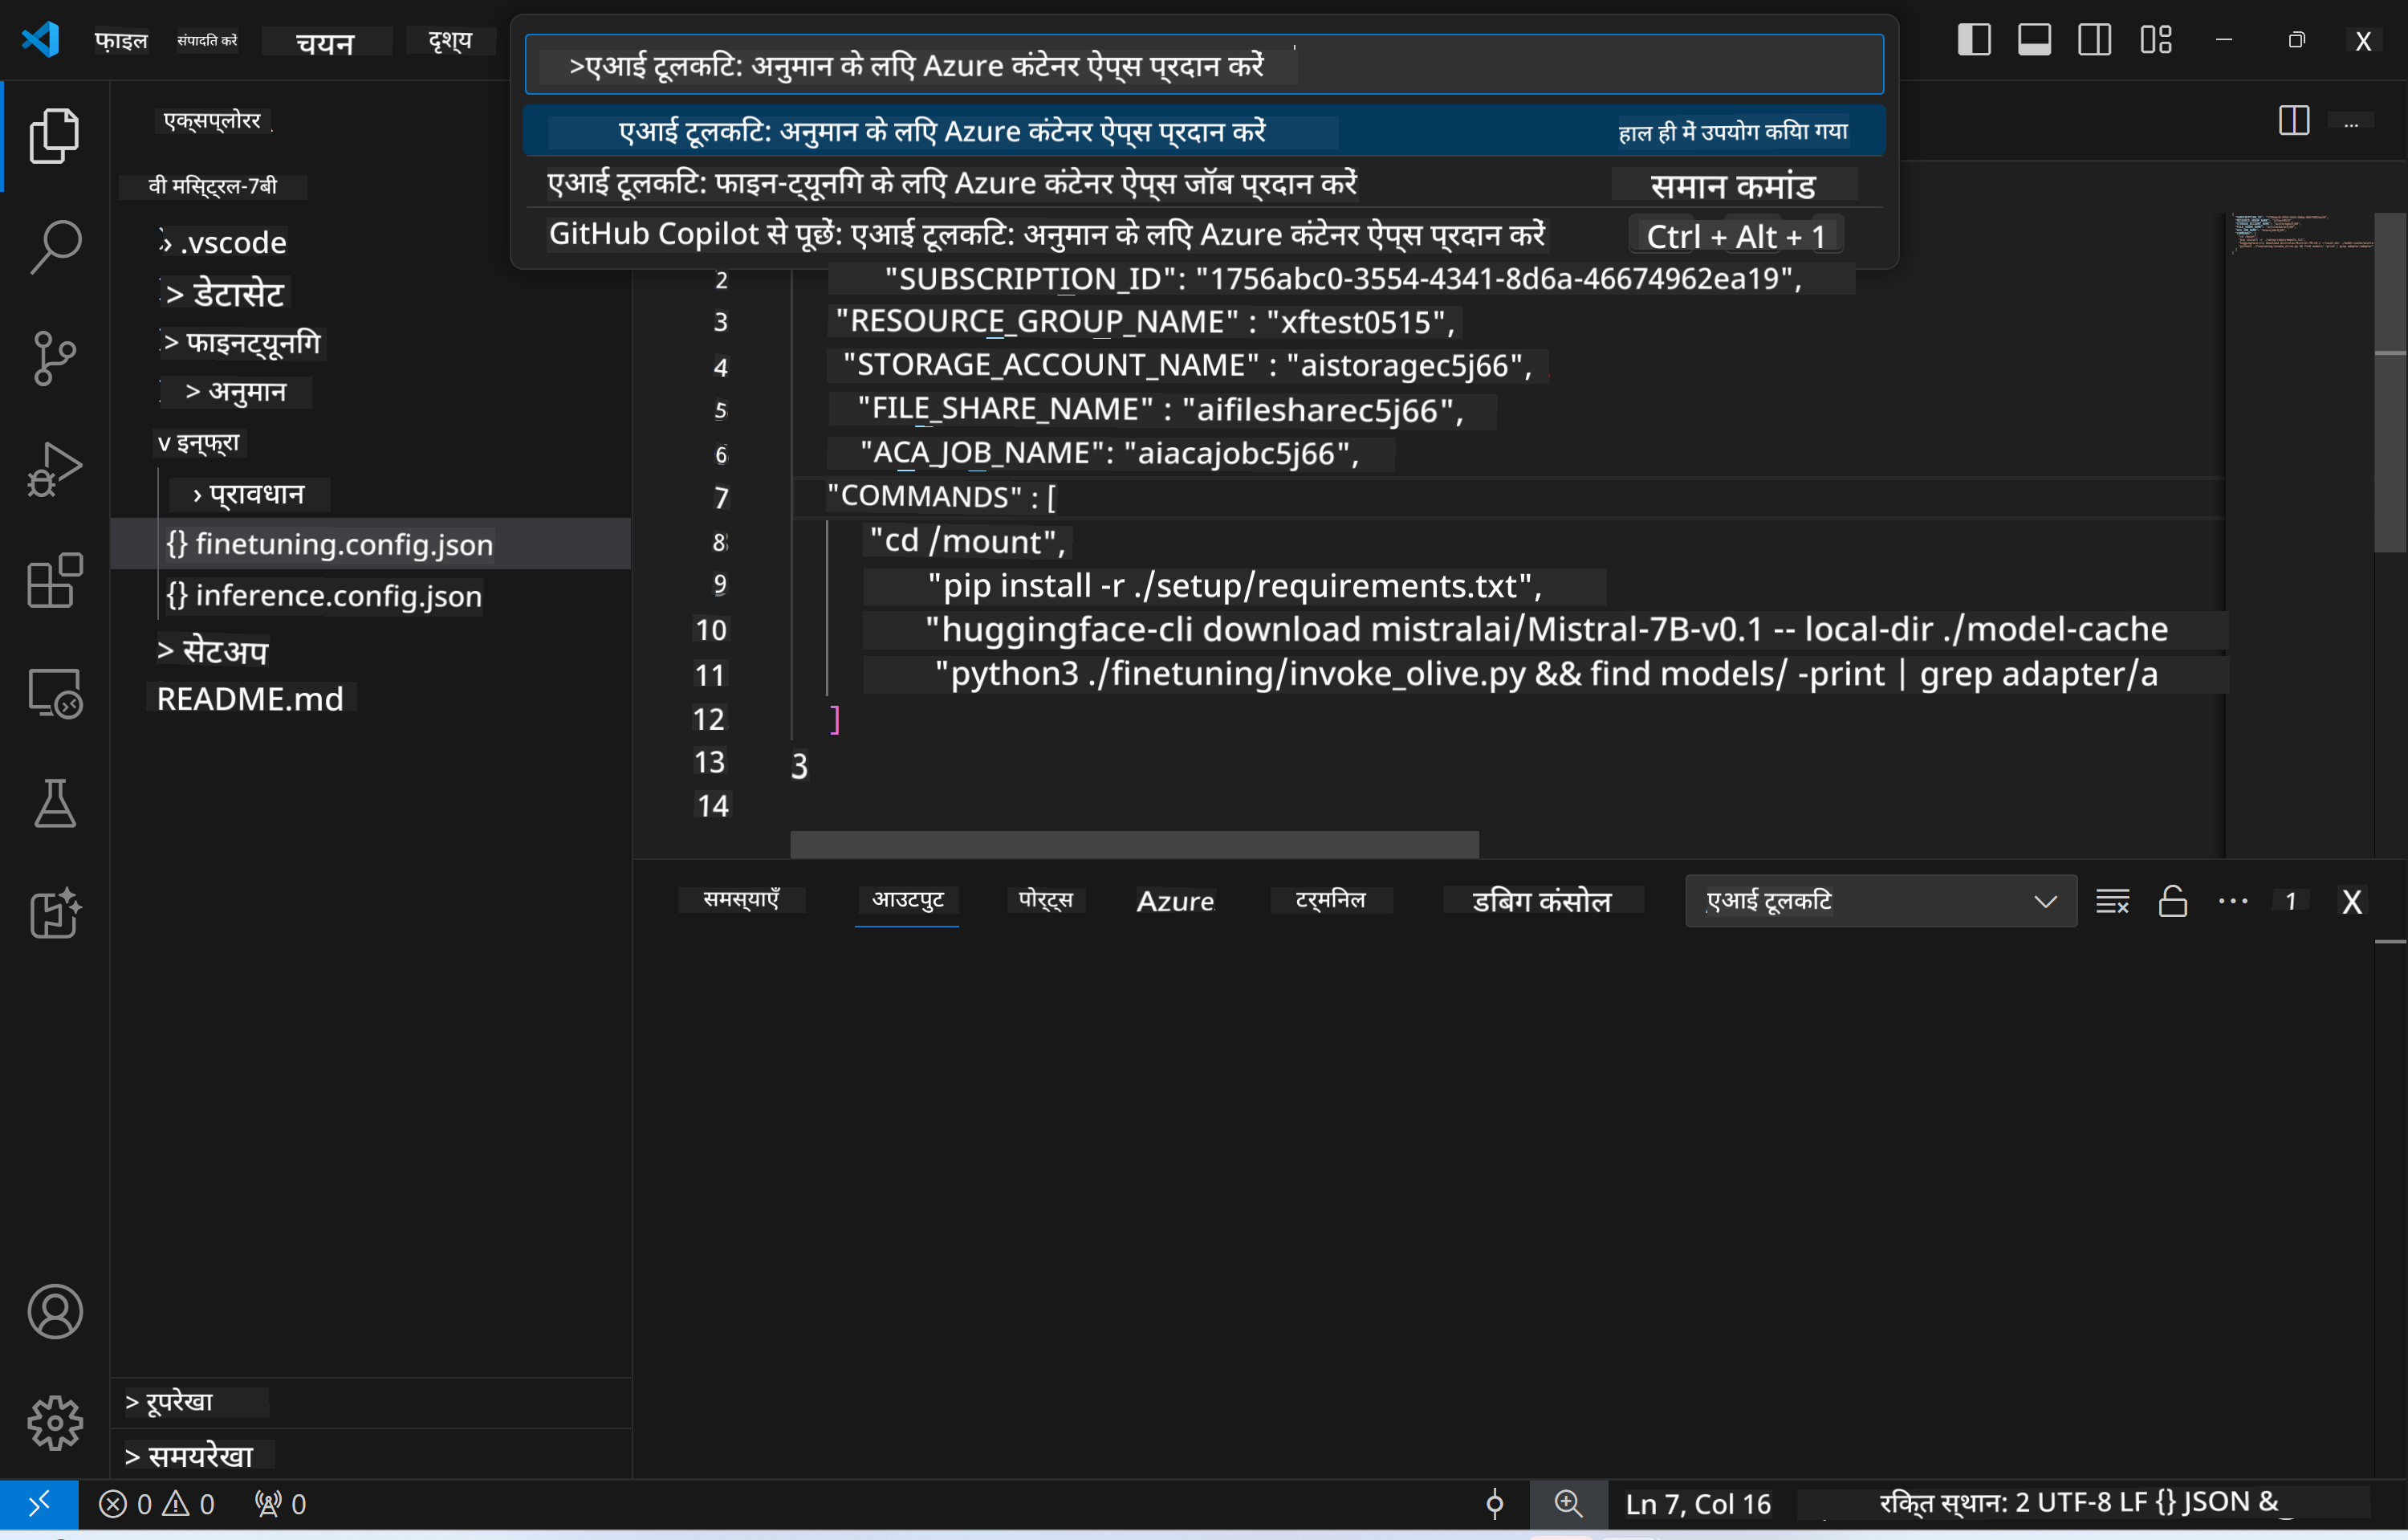 फ़ाइल संपादित करें चयन दृश्य
>एआई टूलकिट: अनुमान के लिए Azure कंटेनर ऐप्स प्रदान करें
एआई टूलकिट: अनुमान के लिए Azure कंटेनर ऐप्स प्रदान करें हाल ही में उपयोग किया गया
एआई टूलकिट: फाइन-ट्यूनिंग के लिए Azure कंटेनर ऐप्स जॉब प्रदान करें समान कमांड
GitHub Copilot से पूछें: एआई टूलकिट: अनुमान के लिए Azure कंटेनर ऐप्स प्रदान करें Ctrl + Alt + 1
X
...
एक्सप्लोरर
वी मिस्ट्रल-7बी
› .vscode
> डेटासेट
> फाइनट्यूनिंग
> अनुमान
v इन्फ्रा
› प्रावधान
{} finetuning.config.json
{} inference.config.json
> सेटअप
README.md
> रूपरेखा
> समयरेखा
2 "SUBSCRIPTION_ID": "1756abc0-3554-4341-8d6a-46674962ea19",
3 "RESOURCE_GROUP_NAME" : "xftest0515",
4 "STORAGE_ACCOUNT_NAME" : "aistoragec5j66",
5 "FILE_SHARE_NAME" : "aifilesharec5j66",
6 "ACA_JOB_NAME": "aiacajobc5j66",
7 "COMMANDS" : [
8 "cd /mount",
9 "pip install -r ./setup/requirements.txt",
10 "huggingface-cli download mistralai/Mistral-7B-v0.1 -- local-dir ./model-cache
11 "python3 ./finetuning/invoke_olive.py && find models/ -print | grep adapter/a
12 ]
13 3
14
समस्याएँ आउटपुट पोर्ट्स Azure टर्मिनल डिबग कंसोल एआई टूलकिट 1 X
0 0 0 Ln 7, Col 16 रिक्त स्थान: 2 UTF-8 LF {} JSON &